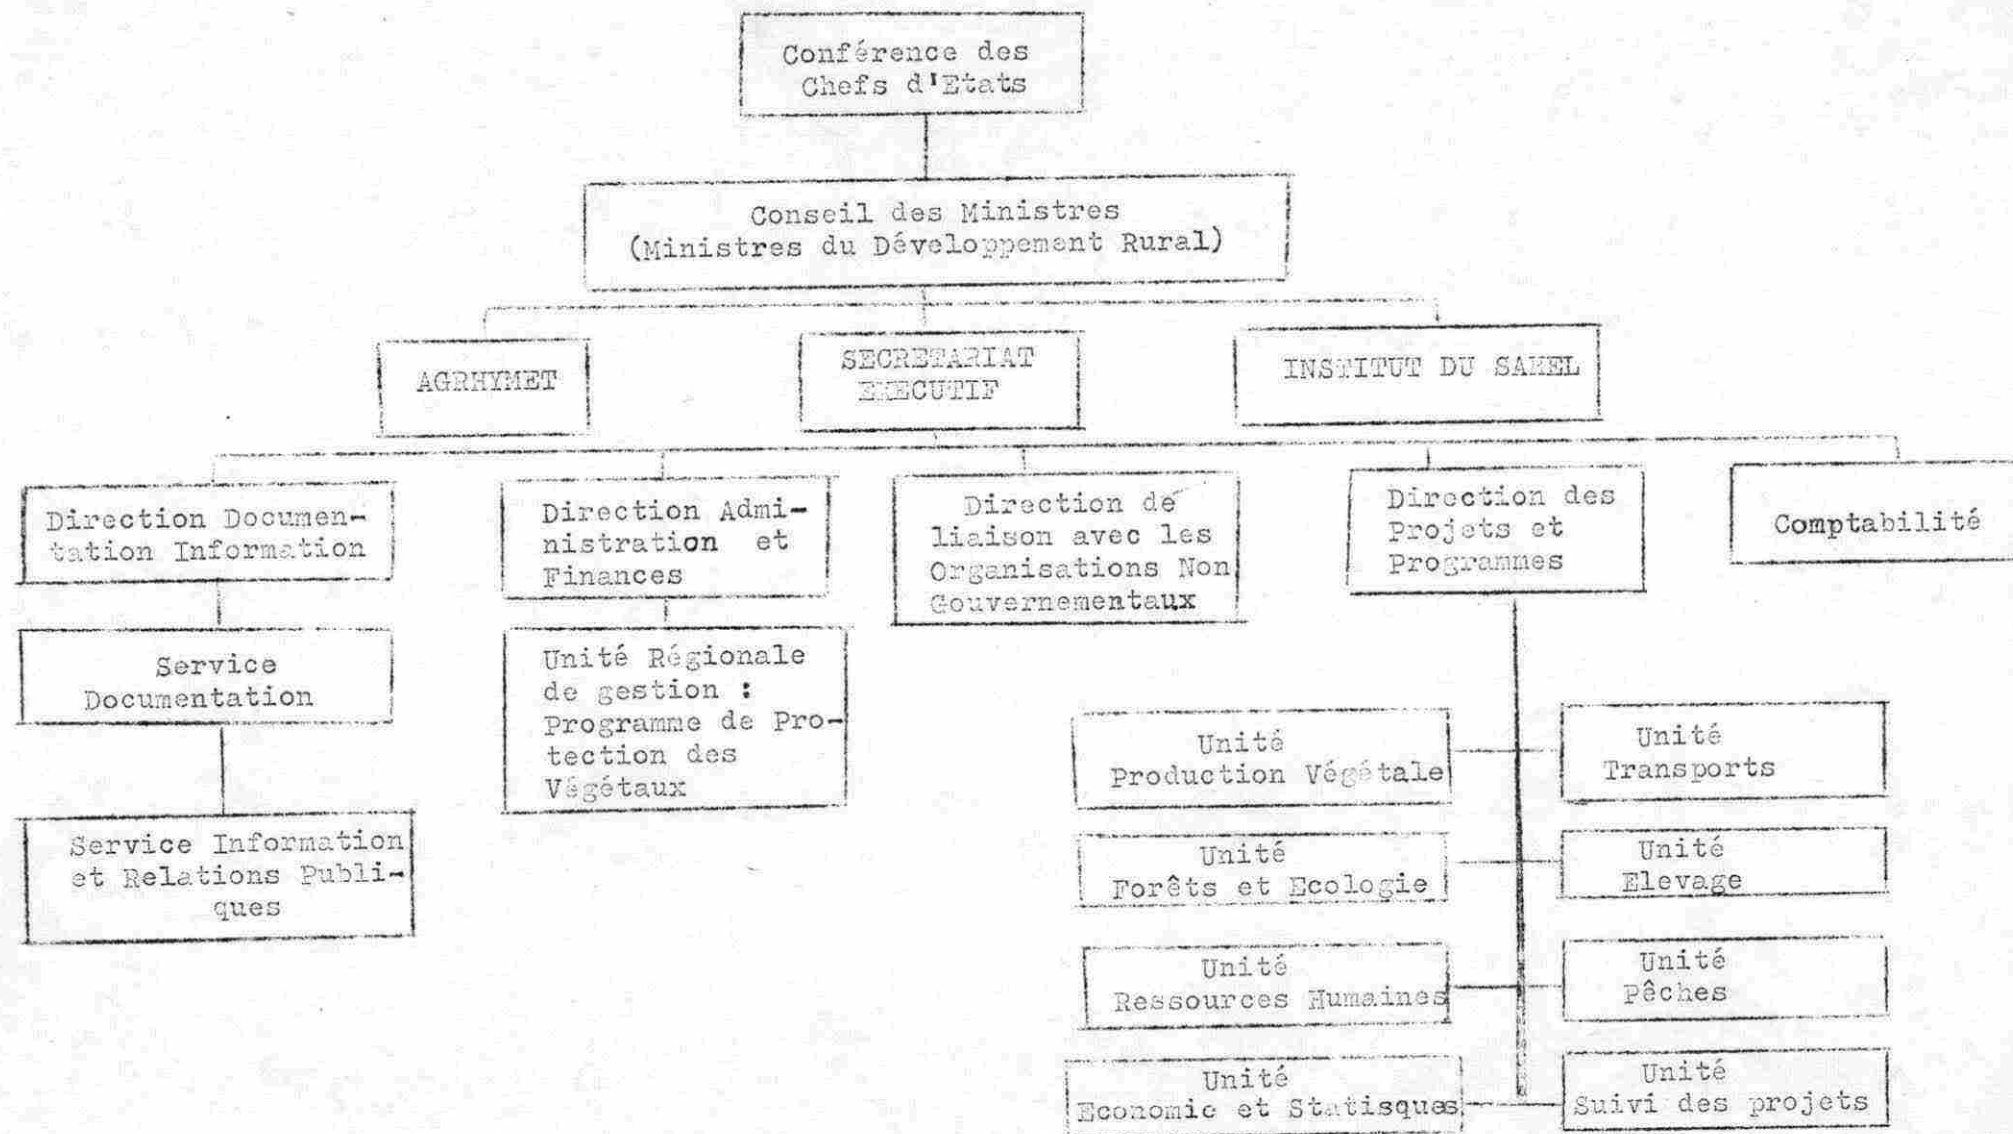 Conférence des
Chefs d'Etats
Conseil des Ministres
(Ministres du Développement Rural)
AGRHYMET
SECRETARIAT
EXECUTIF
INSTITUT DU SAHEL
Direction Documen-
tation Information
Direction Admi-
nistration et
Finances
Direction de
liaison avec les
Organisations Non
Gouvernementaux
Direction des
Projets et
Programmes
Comptabilité
Service
Documentation
Unité Régionale
de gestion :
Programme de Pro-
tection des
Végétaux
Service Information
et Relations Publi-
ques
Unité
Production Végétale
Unité
Transports
Unité
Forêts et Ecologie
Unité
Elevage
Unité
Ressources Humaines
Unité
Pêches
Unité
Economie et Statisques
Unité
Suivi des projets